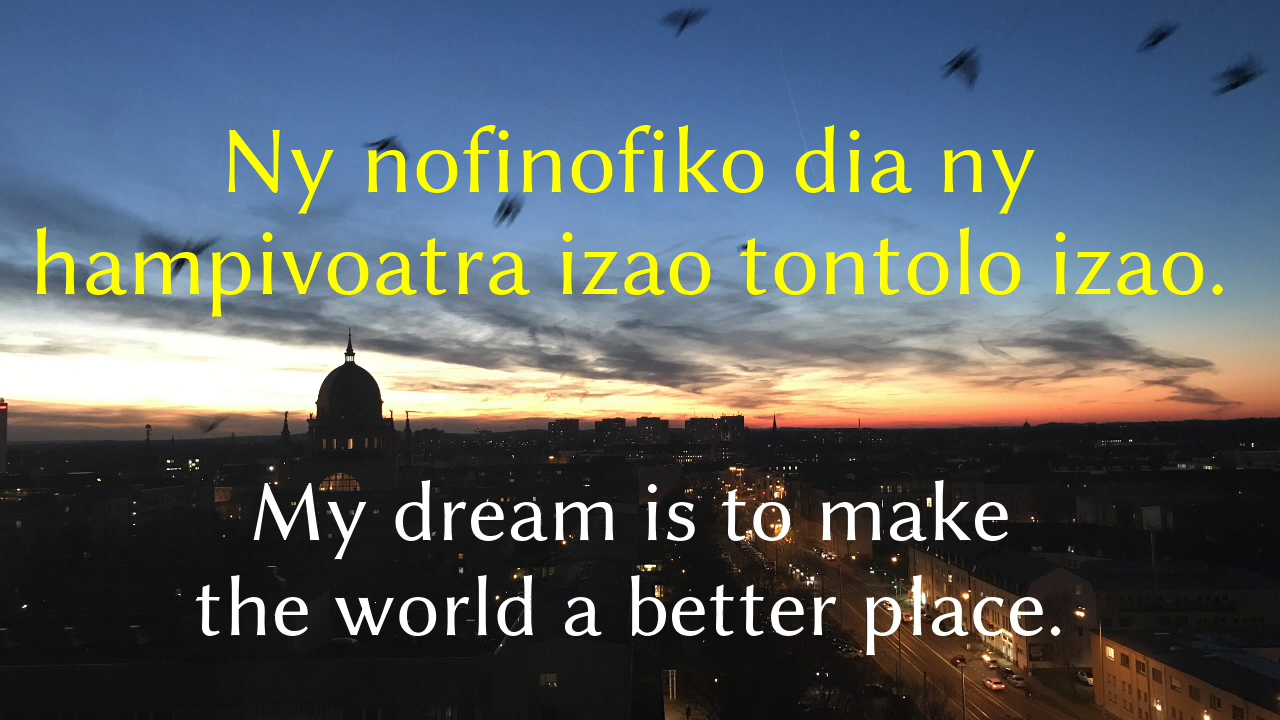 Ny nofinofiko dia ny
hampivoatra izao tontolo izao.
My dream is to make
the world a better place.